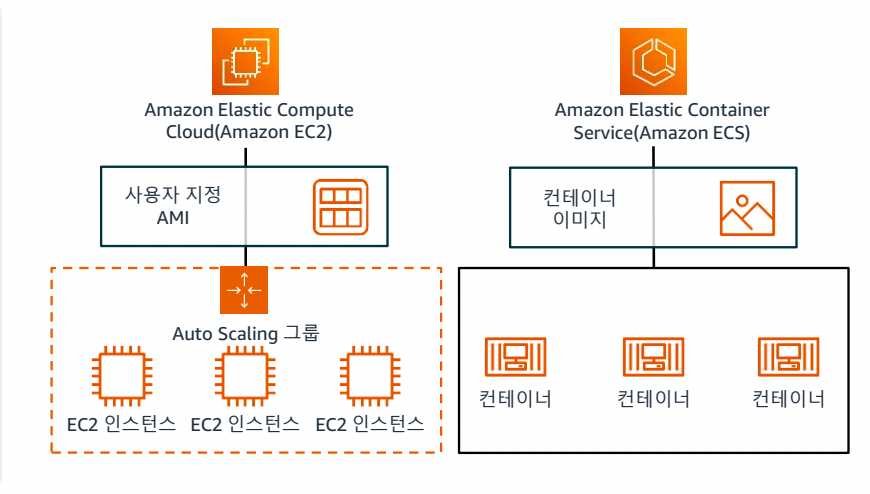 Amazon Elastic Compute
Cloud(Amazon EC2)
사용자 지정
AMI
Auto Scaling 그룹
EC2 인스턴스
EC2 인스턴스
EC2 인스턴스
Amazon Elastic Container
Service(Amazon ECS)
컨테이너
이미지
컨테이너
컨테이너
컨테이너